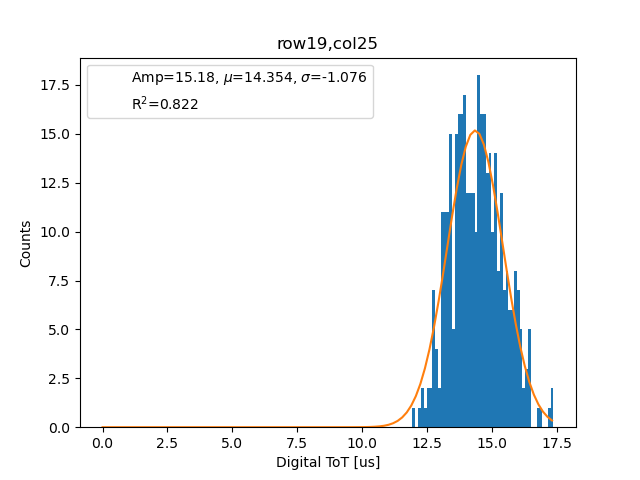 row19,col25
Amp=15.18, μ=14.354, σ=-1.076
R²=0.822
Counts
17.5
15.0
12.5
10.0
7.5
5.0
2.5
0.0
0.0 2.5 5.0 7.5 10.0 12.5 15.0 17.5
Digital ToT [us]